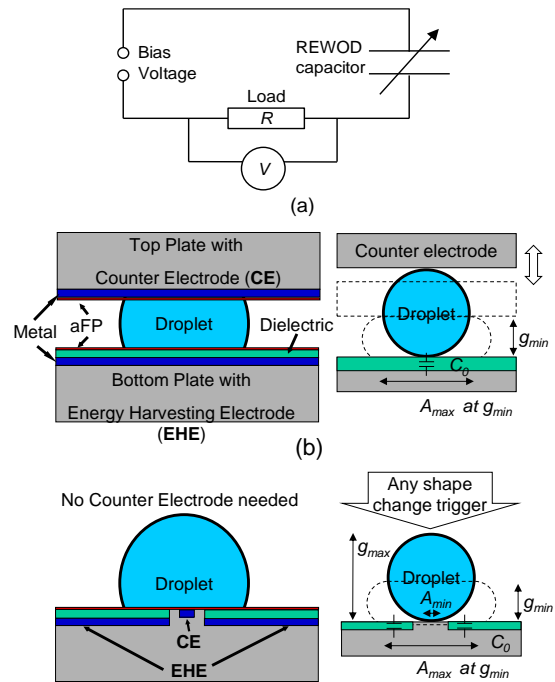 (a)
Bias
Voltage
REWOD
capacitor
Load
R
V
Top Plate with
Counter Electrode (CE)
Metal
aFP
Droplet
Dielectric
Bottom Plate with
Energy Harvesting Electrode
(EHE)
Counter electrode
Droplet
g_min
C_0
A_max at g_min
(b)
No Counter Electrode needed
Droplet
CE
EHE
Any shape
change trigger
g_max
Droplet
A_min
g_min
C_0
A_max at g_min